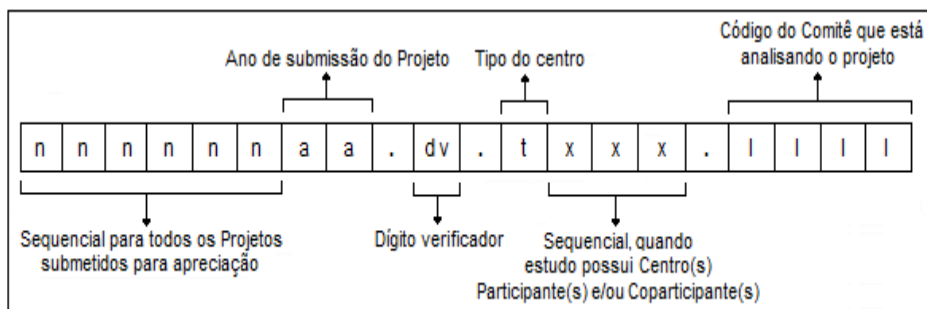 Código do Comitê que está
analisando o projeto
Ano de submissão do Projeto
Tipo do centro
n n n n n n a a . dv . t x x x . l l l l
Sequencial para todos os Projetos
submetidos para apreciação
Dígito verificador
Sequencial, quando
estudo possui Centro(s)
Participante(s) e/ou Coparticipante(s)